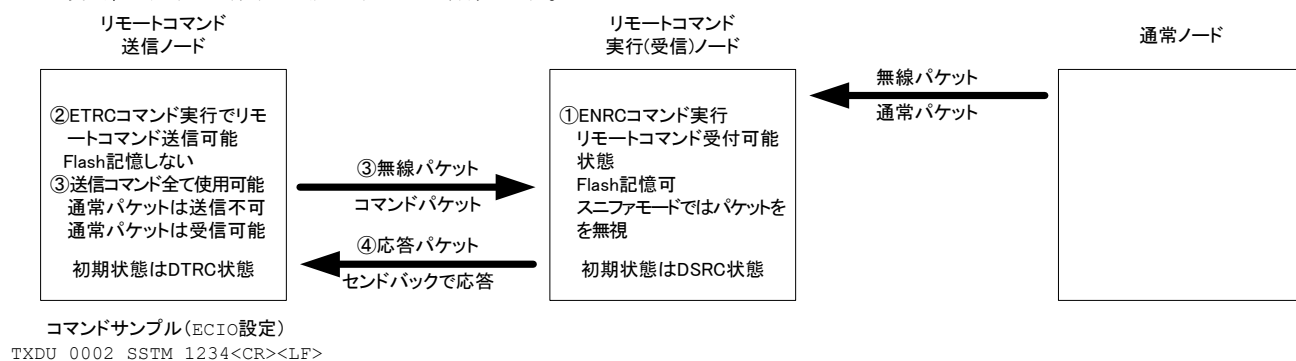 リモートコマンド
送信ノード
②ETRCコマンド実行でリモ
ートコマンド送信可能
Flash記憶しない
③送信コマンド全て使用可能
通常パケットは送信不可
通常パケットは受信可能
初期状態はDTRC状態
③無線パケット
コマンドパケット
④応答パケット
センドバックで応答
リモートコマンド
実行(受信)ノード
①ENRCコマンド実行
リモートコマンド受付可能
状態
Flash記憶可
スニファモードではパケットを
を無視
初期状態はDSRC状態
無線パケット
通常パケット
通常ノード
コマンドサンプル(ECIO設定)
TXDU 0002 SSTM 1234<CR><LF>